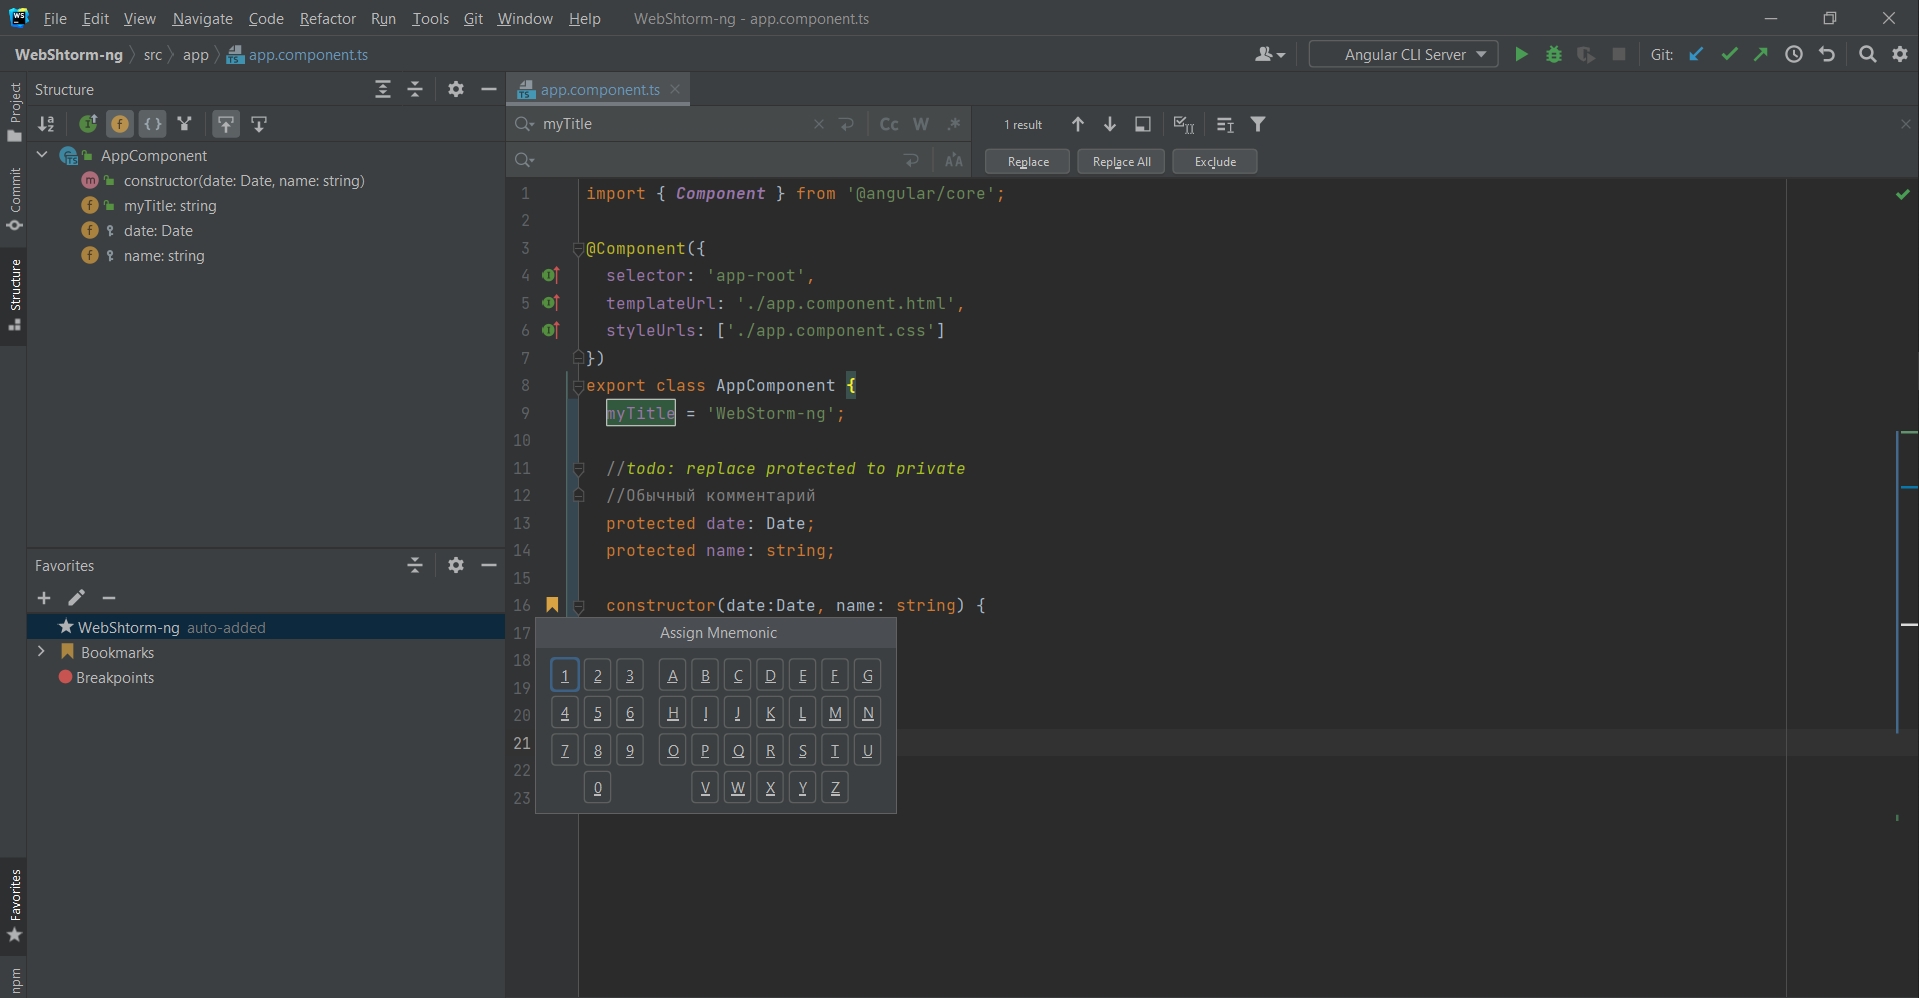 File Edit View Navigate Code Refactor Run Tools Git Window Help WebShtorm-ng - app.component.ts
WebShtorm-ng src app app.component.ts Angular CLI Server Git:
Project
Commit
Structure
Favorites
npm
Structure
AppComponent
constructor(date: Date, name: string)
myTitle: string
date: Date
name: string
Favorites
WebShtorm-ng auto-added
Bookmarks
Breakpoints
app.component.ts
myTitle Cc W .* 1 result
Replace Replace All Exclude
1 import { Component } from '@angular/core';
2
3 @Component({
4 selector: 'app-root',
5 templateUrl: './app.component.html',
6 styleUrls: ['./app.component.css']
7 })
8 export class AppComponent {
9 myTitle = 'WebStorm-ng';
10
11 //todo: replace protected to private
12 //Обычный комментарий
13 protected date: Date;
14 protected name: string;
15
16 constructor(date:Date, name: string) {
17
18
19
20
21
22
23
Assign Mnemonic
1 2 3 A B C D E F G
4 5 6 H I J K L M N
7 8 9 O P Q R S T U
0 V W X Y Z